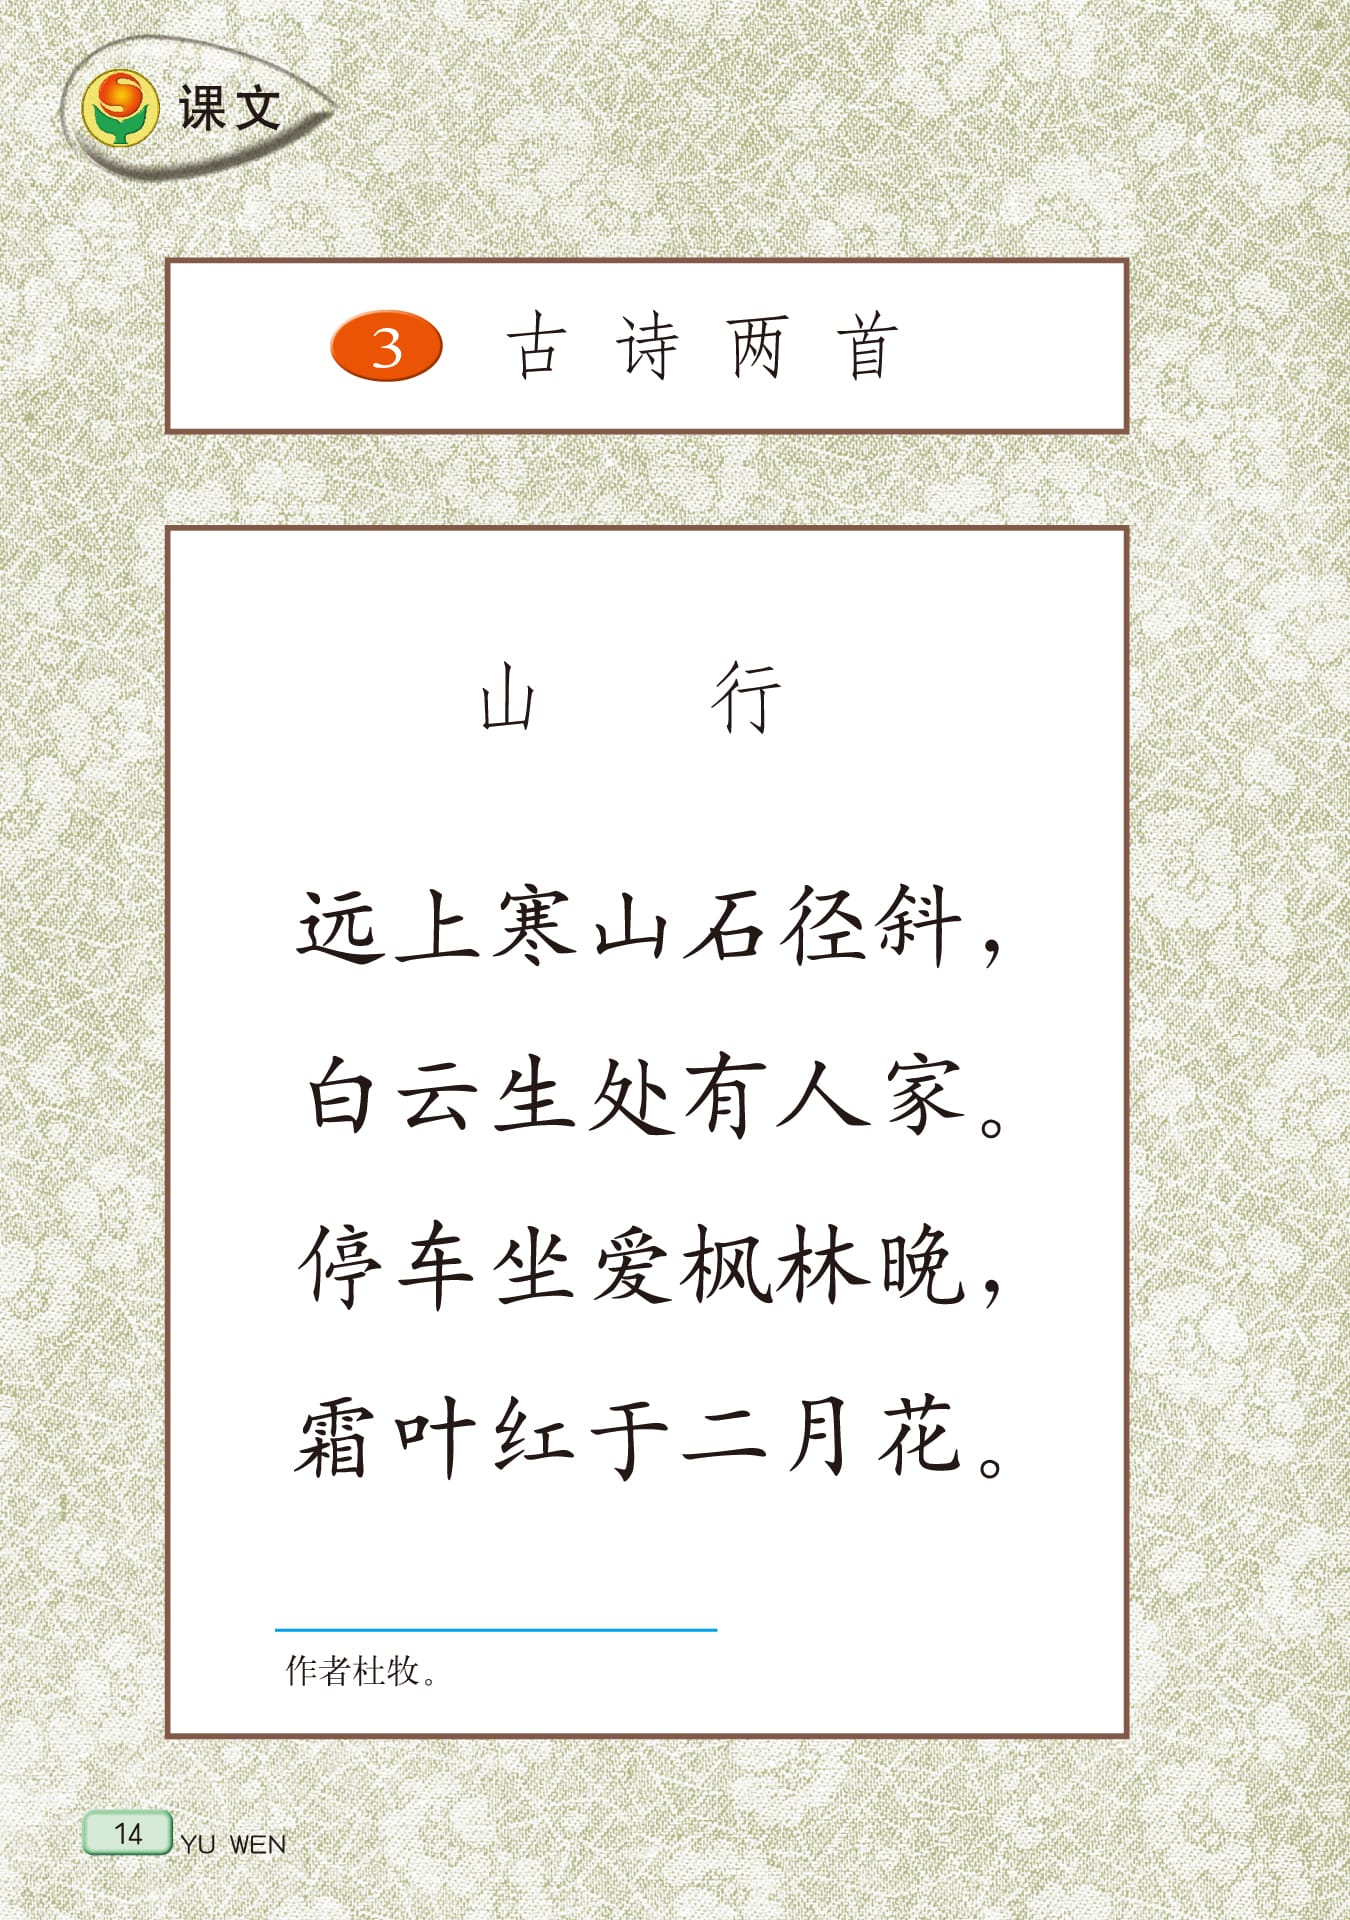 课文
3 古诗两首
山 行
远上寒山石径斜，
白云生处有人家。
停车坐爱枫林晚，
霜叶红于二月花。
作者杜牧。
14 YU WEN